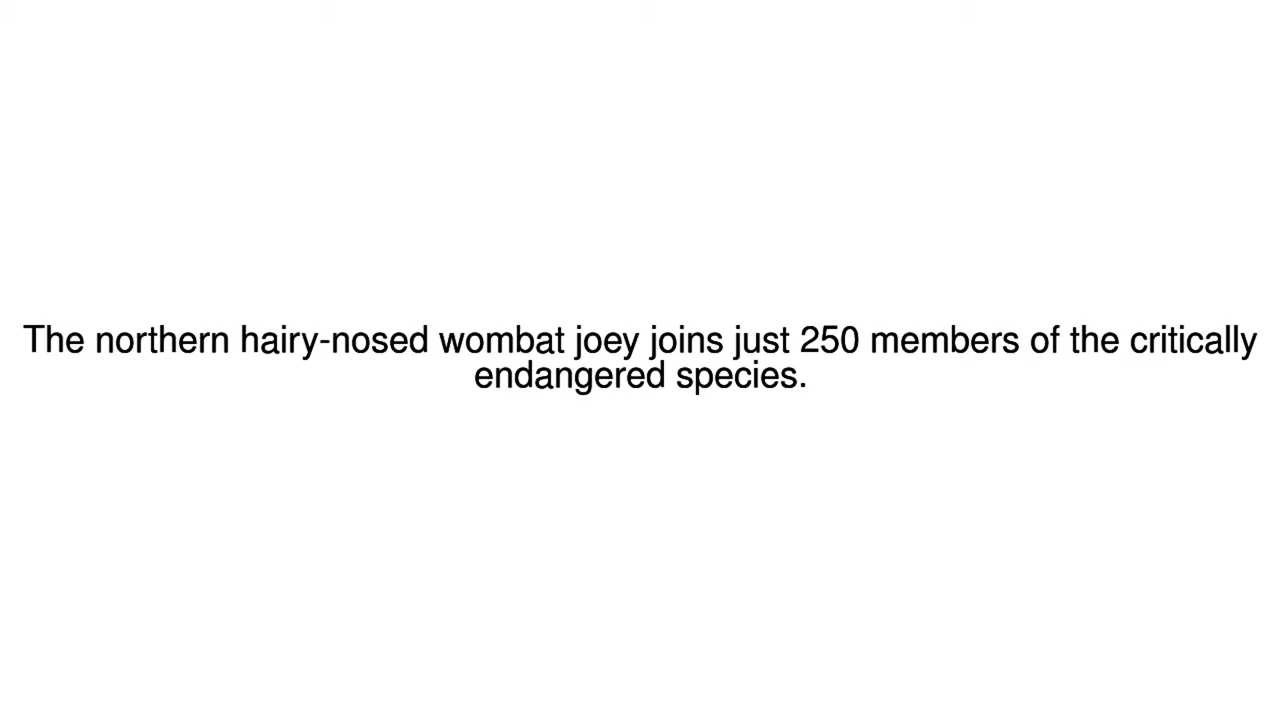 The northern hairy-nosed wombat joey joins just 250 members of the critically
endangered species.